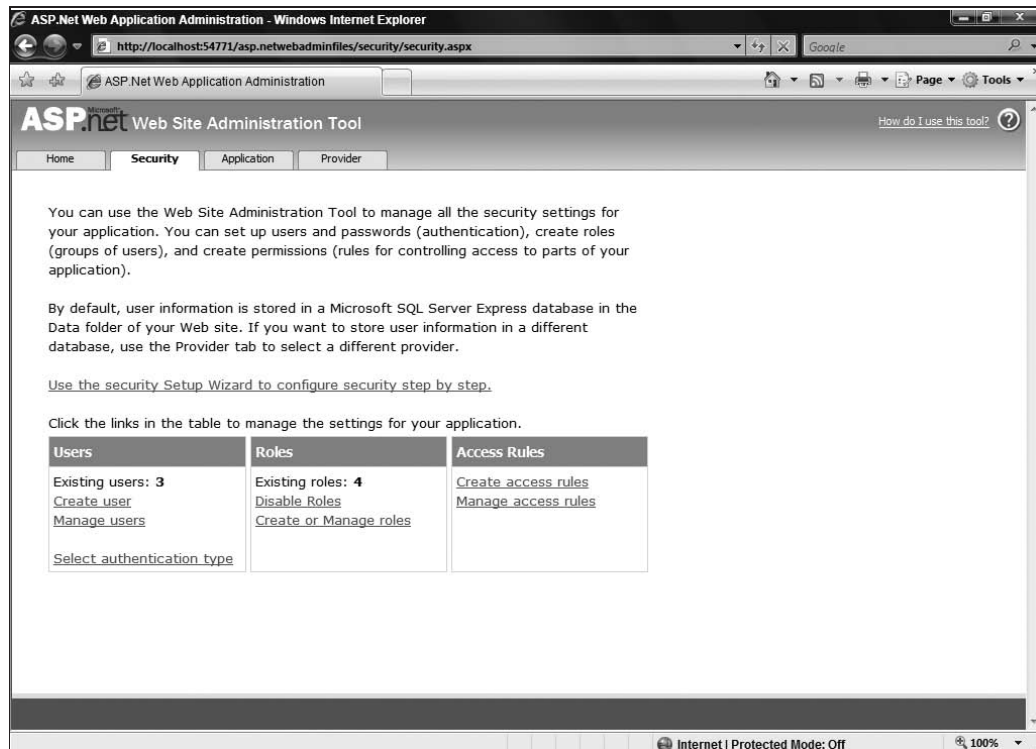 ASP.Net Web Application Administration - Windows Internet Explorer
http://localhost:54771/asp.netwebadminfiles/security/security.aspx
Google
ASP.Net Web Application Administration
Page
Tools
Microsoft
ASP.net Web Site Administration Tool
How do I use this tool? ?
Home Security Application Provider
You can use the Web Site Administration Tool to manage all the security settings for
your application. You can set up users and passwords (authentication), create roles
(groups of users), and create permissions (rules for controlling access to parts of your
application).
By default, user information is stored in a Microsoft SQL Server Express database in the
Data folder of your Web site. If you want to store user information in a different
database, use the Provider tab to select a different provider.
Use the security Setup Wizard to configure security step by step.
Click the links in the table to manage the settings for your application.
Users
Existing users: 3
Create user
Manage users
Select authentication type
Roles
Existing roles: 4
Disable Roles
Create or Manage roles
Access Rules
Create access rules
Manage access rules
Internet | Protected Mode: Off
100%